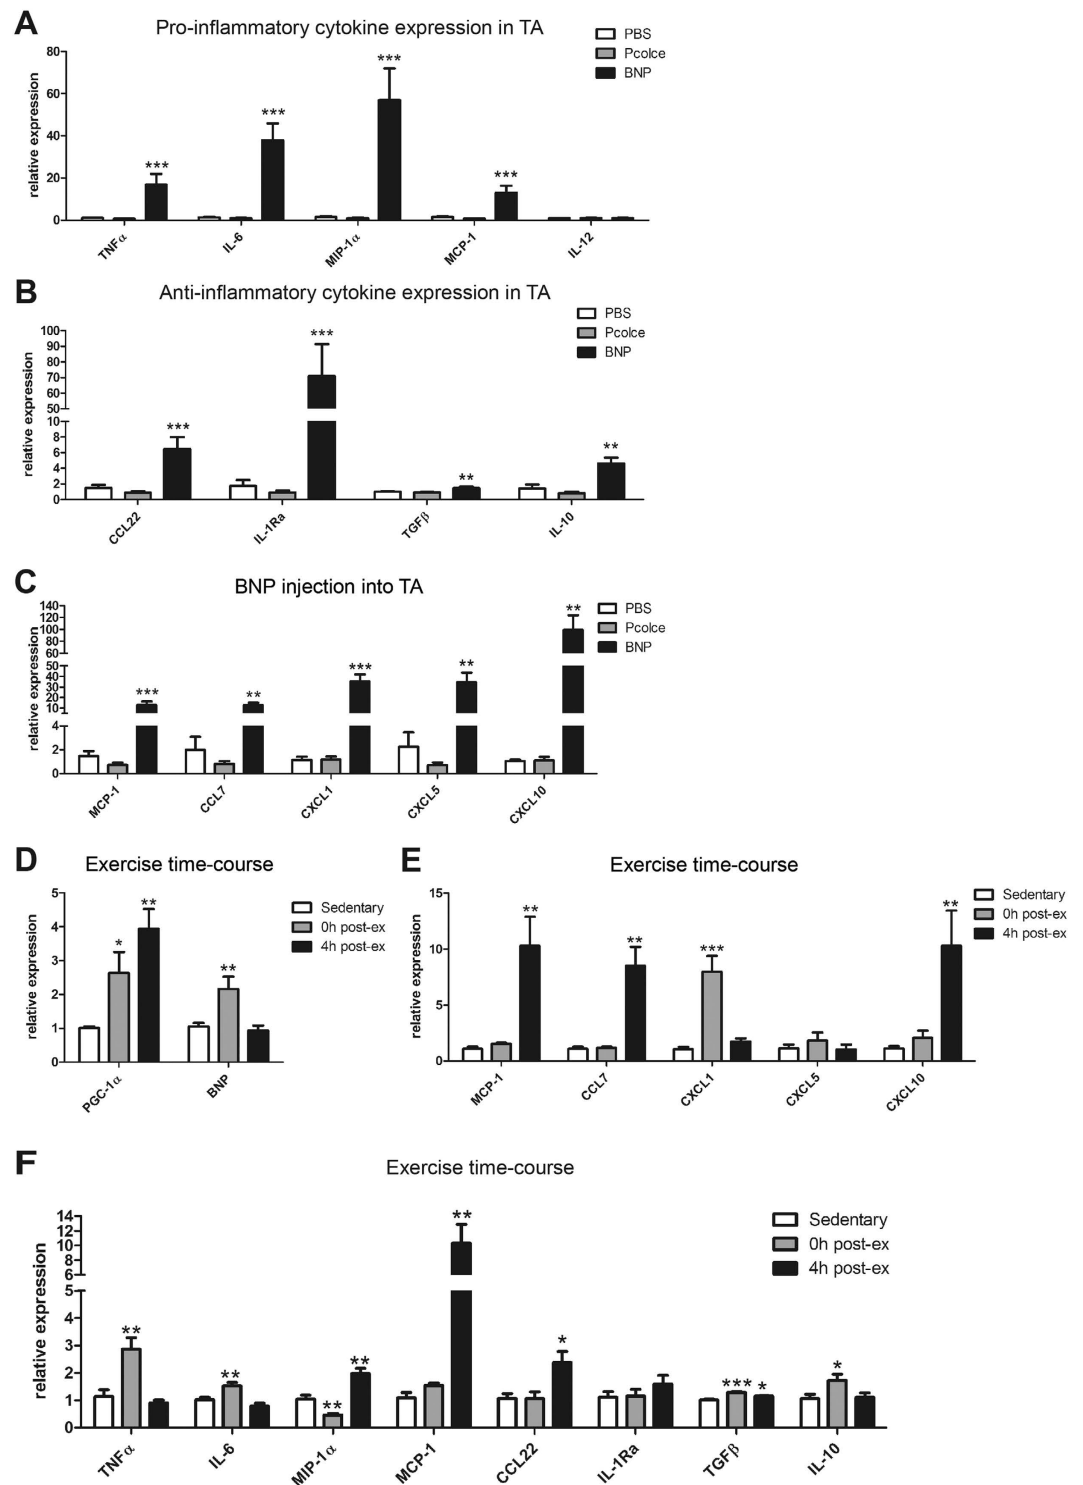 A
Pro-inflammatory cytokine expression in TA
PBS
Pcolce
BNP
relative expression
80
60
40
20
0
***
***
***
***
TNFα
IL-6
MIP-1α
MCP-1
IL-12
B
Anti-inflammatory cytokine expression in TA
PBS
Pcolce
BNP
relative expression
100
90
80
70
60
50
10
8
6
4
2
0
***
***
**
**
CCL22
IL-1Ra
TGFβ
IL-10
C
BNP injection into TA
PBS
Pcolce
BNP
relative expression
140
120
100
80
60
50
40
30
20
10
4
2
0
***
**
***
**
**
MCP-1
CCL7
CXCL1
CXCL5
CXCL10
D
Exercise time-course
Sedentary
0h post-ex
4h post-ex
relative expression
5
4
3
2
1
0
*
**
**
PGC-1α
BNP
E
Exercise time-course
Sedentary
0h post-ex
4h post-ex
relative expression
15
10
5
0
**
**
***
**
MCP-1
CCL7
CXCL1
CXCL5
CXCL10
F
Exercise time-course
Sedentary
0h post-ex
4h post-ex
relative expression
14
12
10
8
6
5
4
3
2
1
0
**
**
**
**
**
*
***
*
*
TNFα
IL-6
MIP-1α
MCP-1
CCL22
IL-1Ra
TGFβ
IL-10